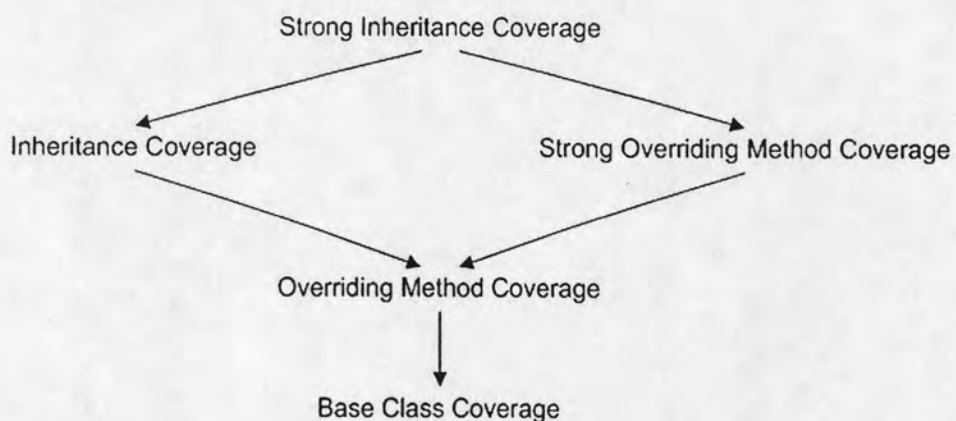 Strong Inheritance Coverage
Inheritance Coverage
Strong Overriding Method Coverage
Overriding Method Coverage
Base Class Coverage